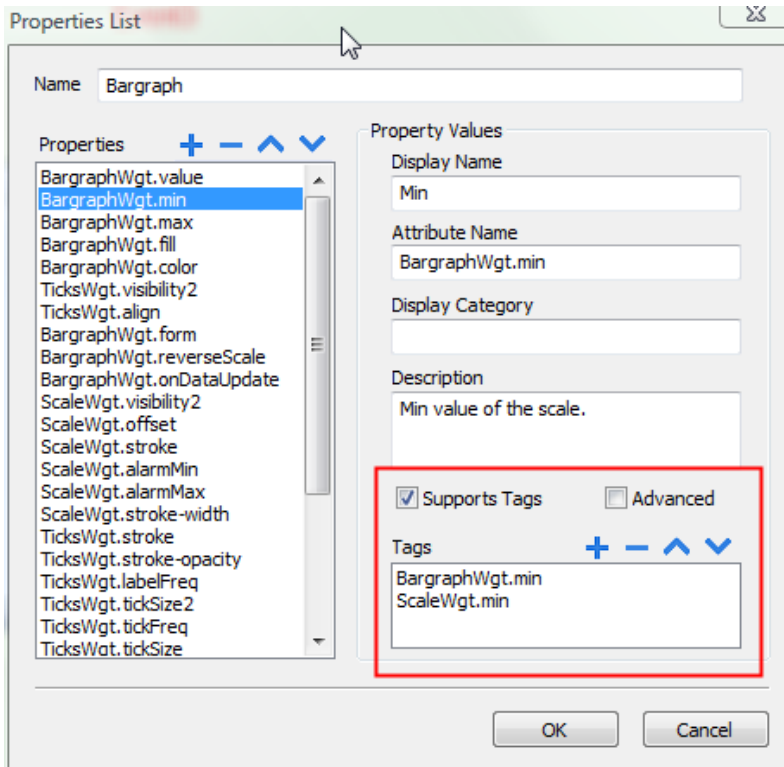 Properties List
Name Bargraph
Properties
BargraphWgt.value
BargraphWgt.min
BargraphWgt.max
BargraphWgt.fill
BargraphWgt.color
TicksWgt.visibility2
TicksWgt.align
BargraphWgt.form
BargraphWgt.reverseScale
BargraphWgt.onDataUpdate
ScaleWgt.visibility2
ScaleWgt.offset
ScaleWgt.stroke
ScaleWgt.alarmMin
ScaleWgt.alarmMax
ScaleWgt.stroke-width
TicksWgt.stroke
TicksWgt.stroke-opacity
TicksWgt.labelFreq
TicksWgt.tickSize2
TicksWgt.tickFreq
TicksWgt.tickSize
Property Values
Display Name
Min
Attribute Name
BargraphWgt.min
Display Category
Description
Min value of the scale.
Supports Tags Advanced
Tags
BargraphWgt.min
ScaleWgt.min
OK Cancel